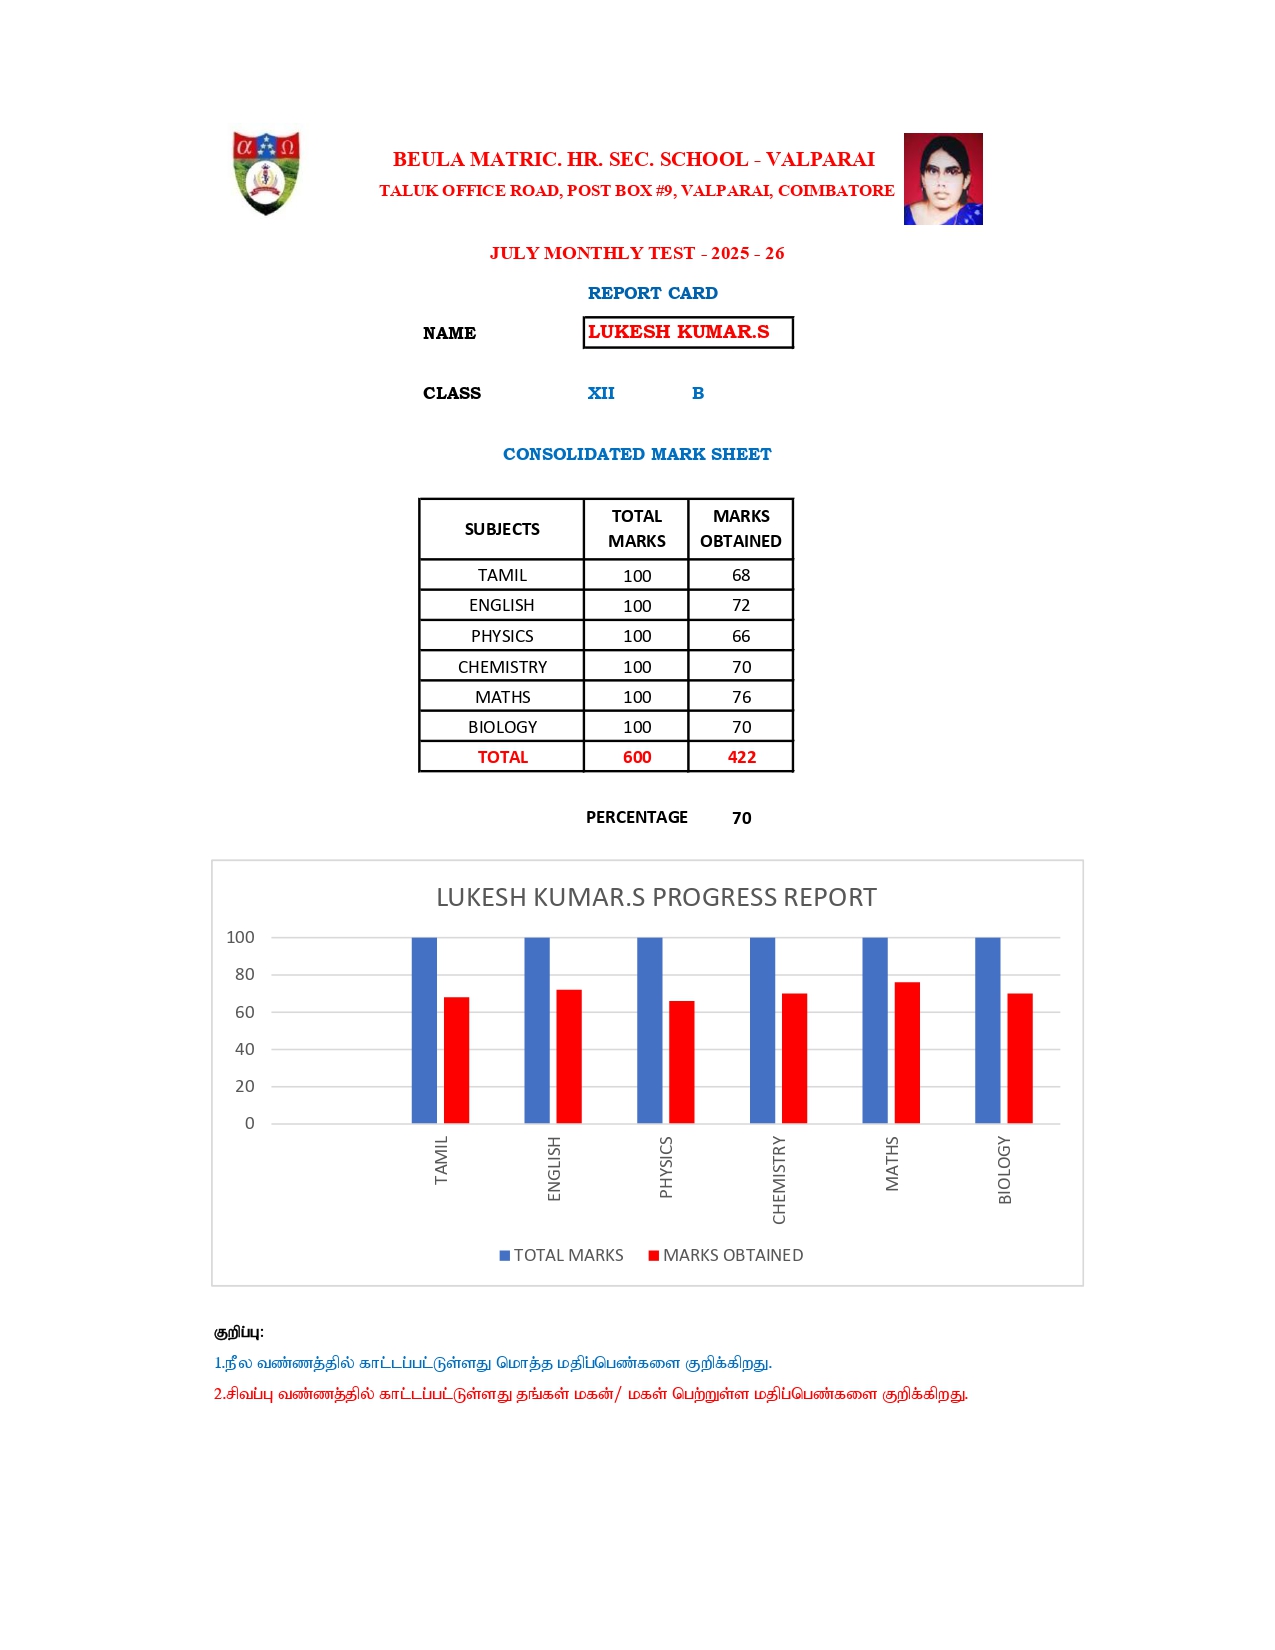 α Ω
BEULA MATRIC. HR. SEC. SCHOOL - VALPARAI
TALUK OFFICE ROAD, POST BOX #9, VALPARAI, COIMBATORE
JULY MONTHLY TEST - 2025 - 26
REPORT CARD
NAME LUKESH KUMAR.S
CLASS XII B
CONSOLIDATED MARK SHEET
SUBJECTS TOTAL MARKS MARKS OBTAINED
TAMIL 100 68
ENGLISH 100 72
PHYSICS 100 66
CHEMISTRY 100 70
MATHS 100 76
BIOLOGY 100 70
TOTAL 600 422
PERCENTAGE 70
LUKESH KUMAR.S PROGRESS REPORT
100
80
60
40
20
0
TAMIL ENGLISH PHYSICS CHEMISTRY MATHS BIOLOGY
TOTAL MARKS MARKS OBTAINED
குறிப்பு:
1.நீல வண்ணத்தில் காட்டப்பட்டுள்ளது மொத்த மதிப்பெண்களை குறிக்கிறது.
2.சிவப்பு வண்ணத்தில் காட்டப்பட்டுள்ளது தங்கள் மகன்/ மகள் பெற்றுள்ள மதிப்பெண்களை குறிக்கிறது.